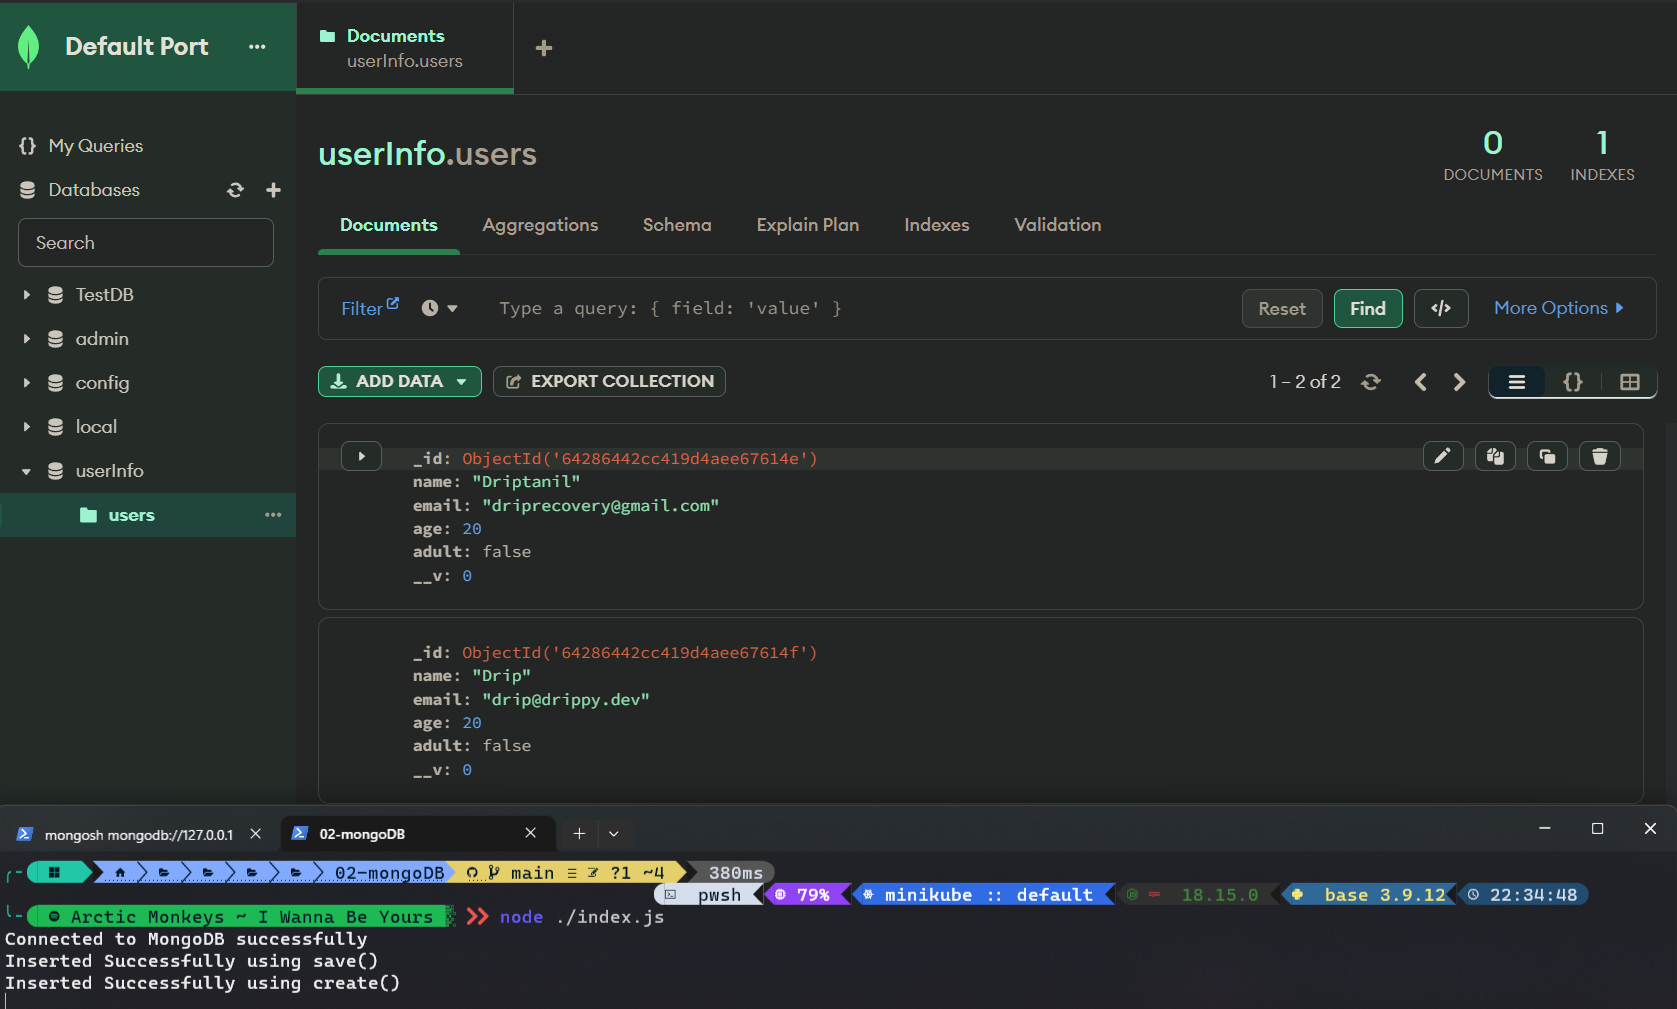 Default Port
Documents
userInfo.users
My Queries
Databases
Search
TestDB
admin
config
local
userInfo
users
userInfo.users
0
DOCUMENTS
1
INDEXES
Documents
Aggregations
Schema
Explain Plan
Indexes
Validation
Filter
Type a query: { field: 'value' }
Reset
Find
</>
More Options
ADD DATA
EXPORT COLLECTION
1 – 2 of 2
{}
_id: ObjectId('64286442cc419d4aee67614e')
name: "Driptanil"
email: "driprecovery@gmail.com"
age: 20
adult: false
__v: 0
_id: ObjectId('64286442cc419d4aee67614f')
name: "Drip"
email: "drip@drippy.dev"
age: 20
adult: false
__v: 0
mongosh mongodb://127.0.0.1
02-mongoDB
02-mongoDB main ≡ ?1 ~4 380ms
pwsh 79% minikube :: default 18.15.0 base 3.9.12 22:34:48
Arctic Monkeys ~ I Wanna Be Yours node ./index.js
Connected to MongoDB successfully
Inserted Successfully using save()
Inserted Successfully using create()